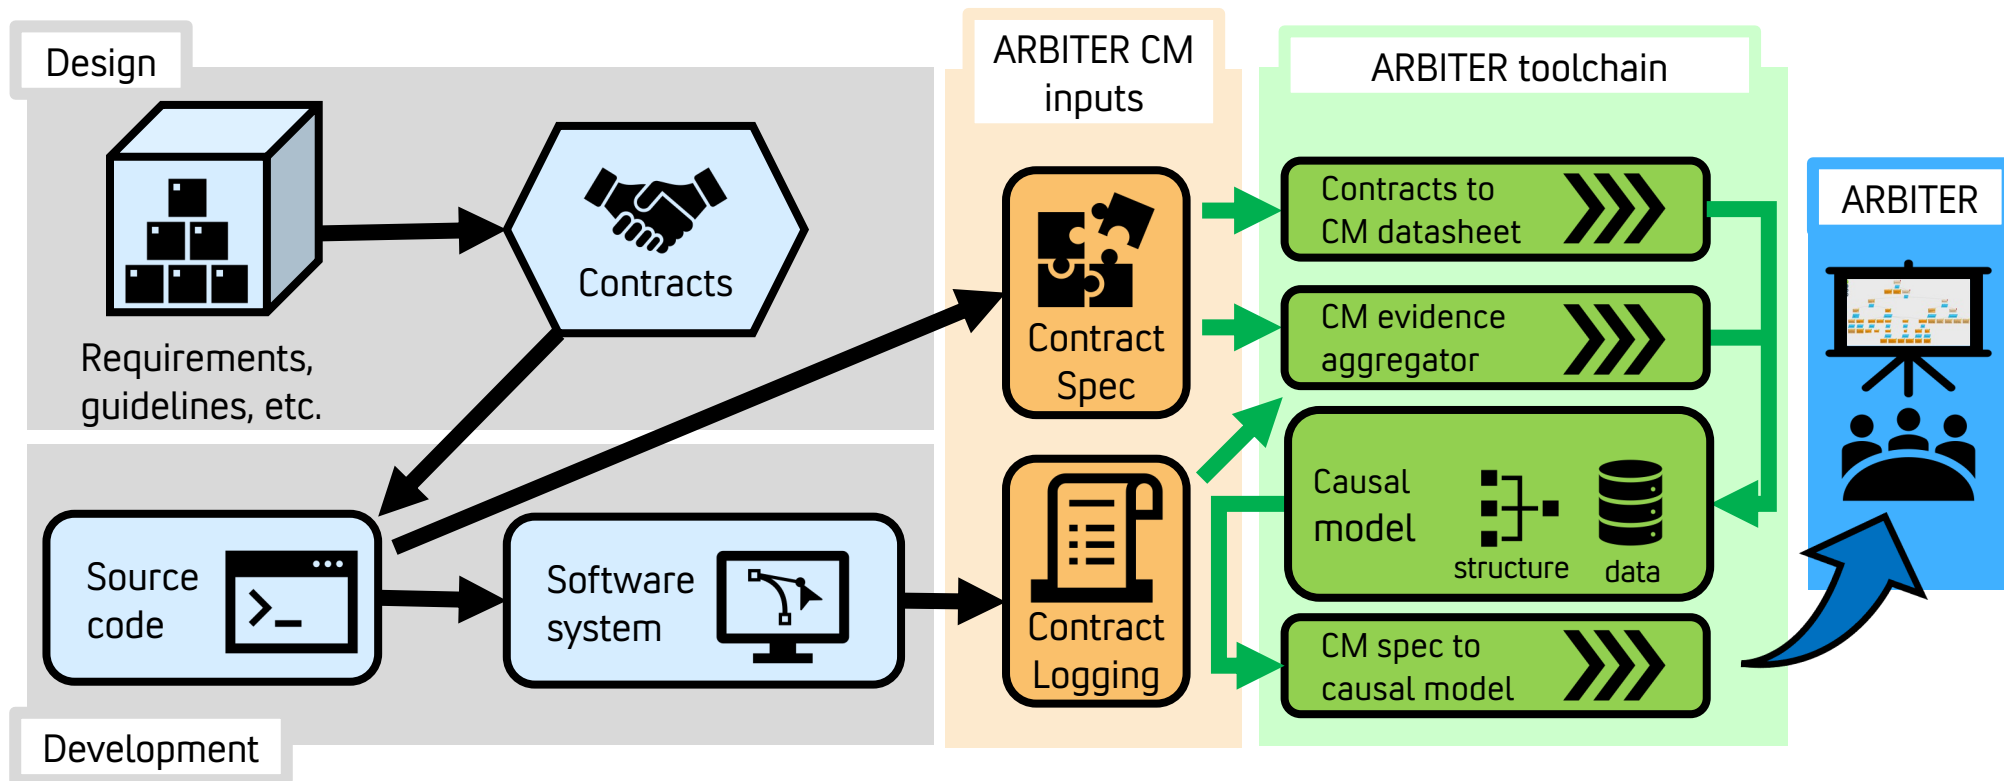 Design
Requirements,
guidelines, etc.
Contracts
Source
code
Software
system
Development
ARBITER CM
inputs
Contract
Spec
Contract
Logging
ARBITER toolchain
Contracts to
CM datasheet
CM evidence
aggregator
Causal
model
structure
data
CM spec to
causal model
ARBITER